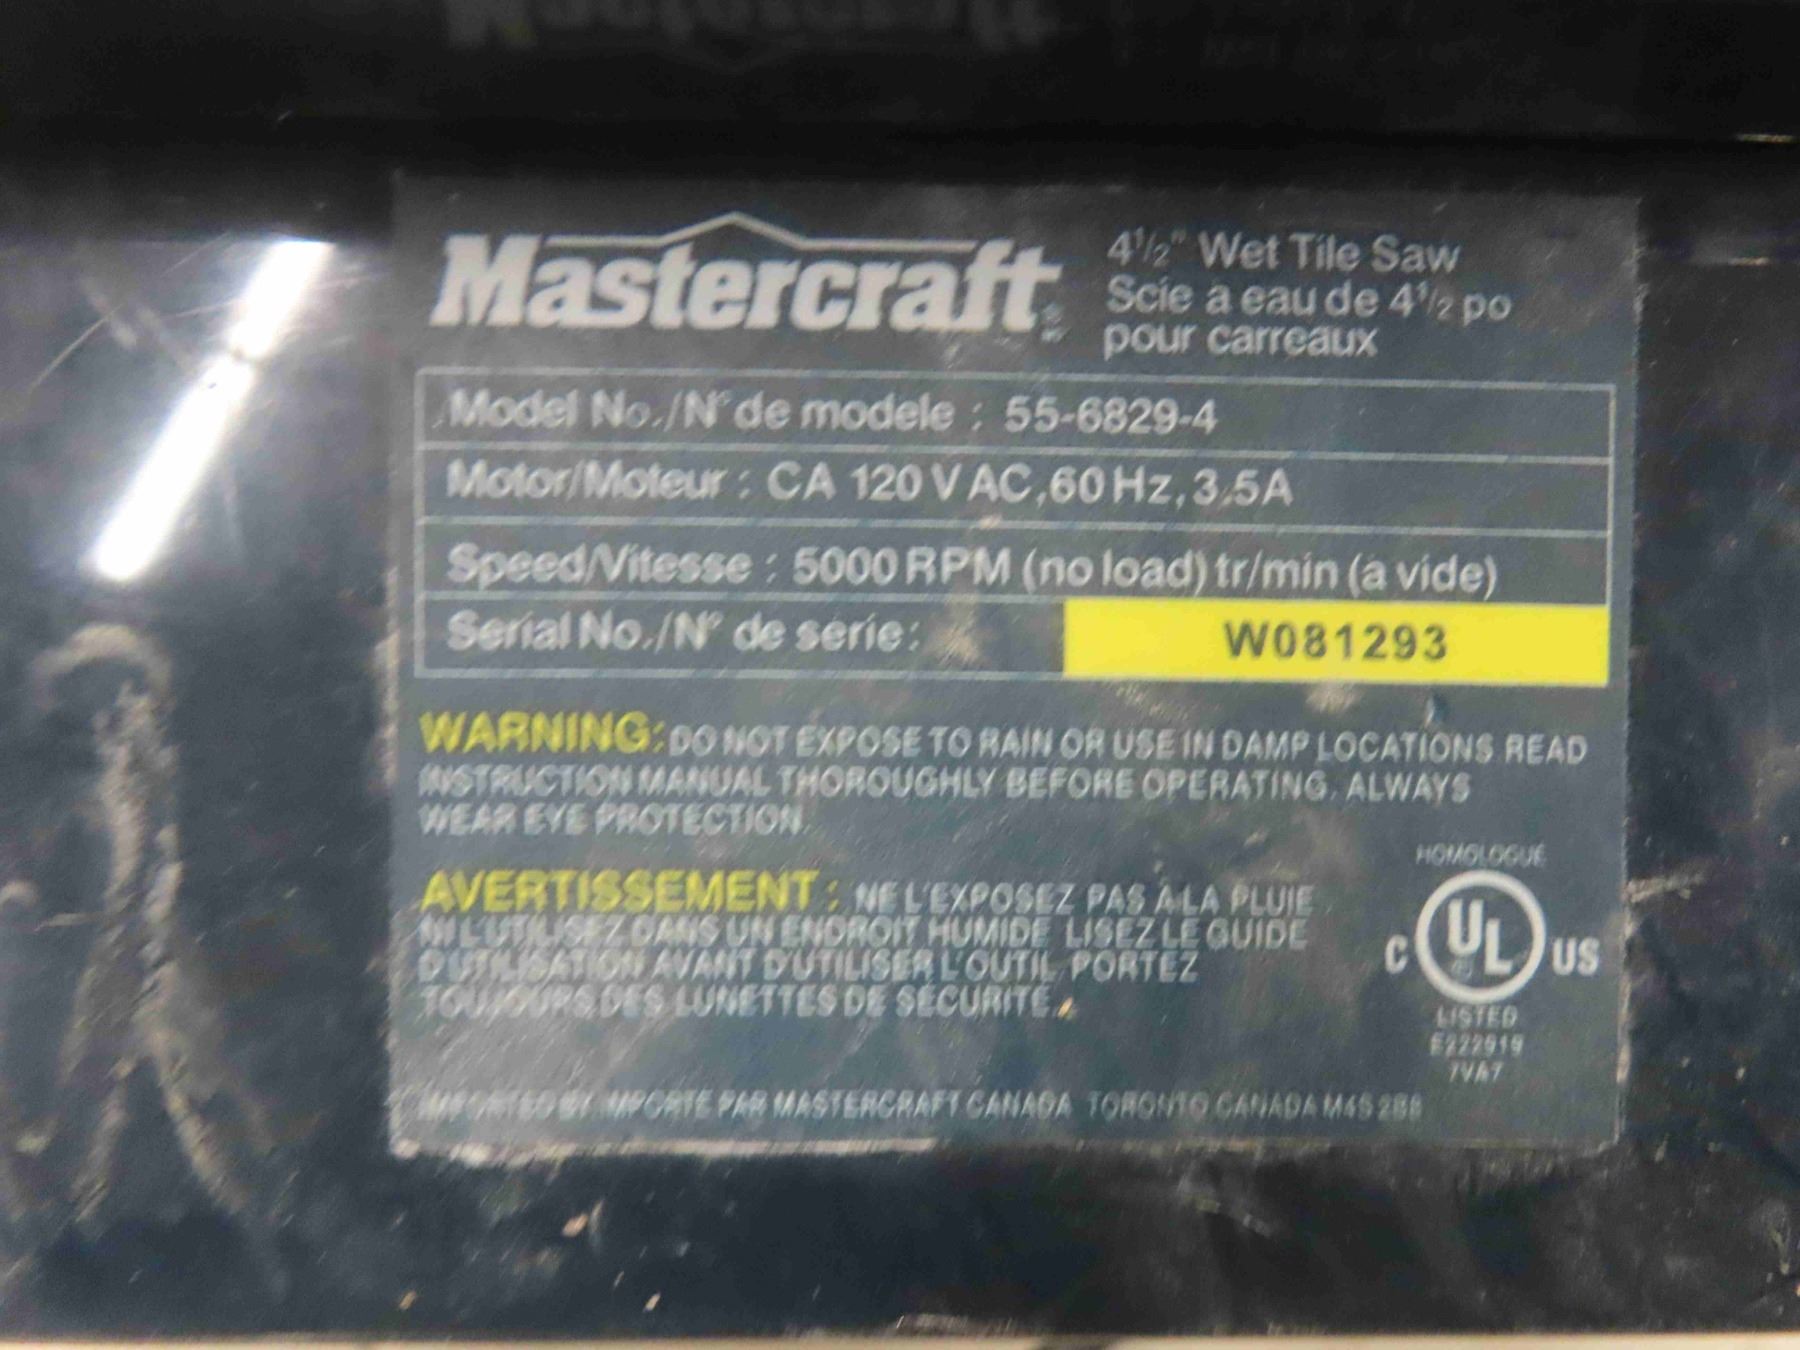 Mastercraft
4½" Wet Tile Saw
Scie a eau de 4½ po
pour carreaux
Model No./N° de modele : 55-6829-4
Motor/Moteur : CA 120 V AC, 60 Hz, 3.5A
Speed/Vitesse : 5000 RPM (no load) tr/min (a vide)
Serial No./N° de serie: W081293
WARNING: DO NOT EXPOSE TO RAIN OR USE IN DAMP LOCATIONS READ
INSTRUCTION MANUAL THOROUGHLY BEFORE OPERATING. ALWAYS
WEAR EYE PROTECTION.
AVERTISSEMENT : NE L'EXPOSEZ PAS À LA PLUIE
NI L'UTILISEZ DANS UN ENDROIT HUMIDE LISEZ LE GUIDE
D'UTILISATION AVANT D'UTILISER L'OUTIL PORTEZ
TOUJOURS DES LUNETTES DE SÉCURITÉ.
HOMOLOGUE
C UL US
LISTED
E222919
7VA7
IMPORTED BY IMPORTE PAR MASTERCRAFT CANADA TORONTO CANADA M4S 2B8